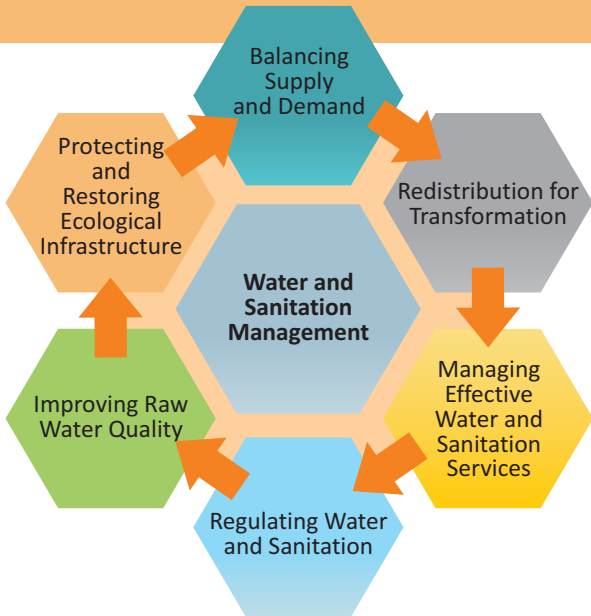 Balancing
Supply
and Demand
Redistribution for
Transformation
Managing
Effective
Water and
Sanitation
Services
Regulating Water
and Sanitation
Improving Raw
Water Quality
Protecting
and
Restoring
Ecological
Infrastructure
Water and
Sanitation
Management